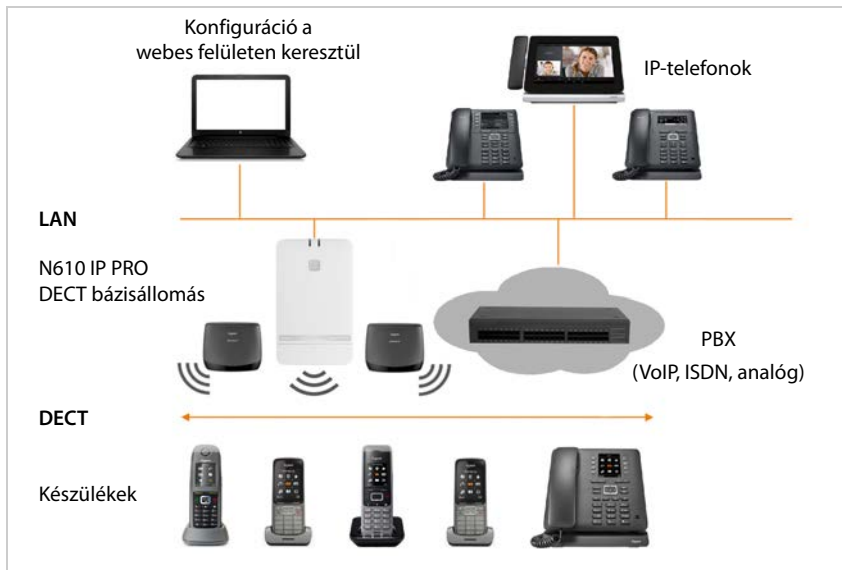 Konfiguráció a
webes felületen keresztül
IP-telefonok
LAN
N610 IP PRO
DECT bázisállomás
PBX
(VoIP, ISDN, analóg)
DECT
Készülékek